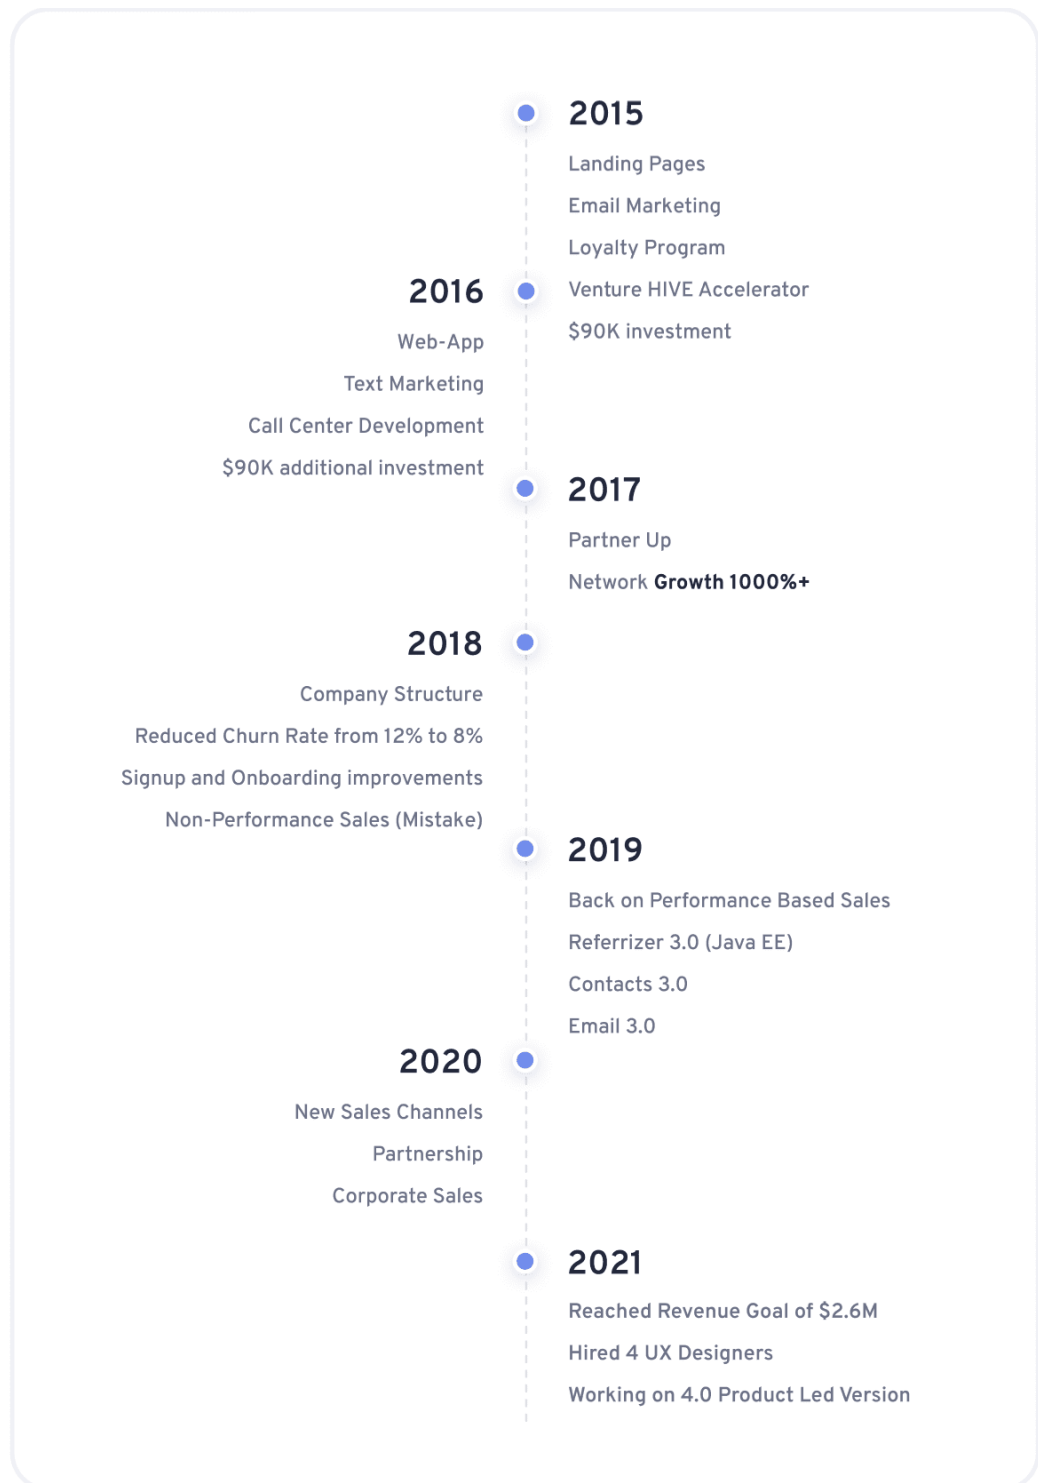 2015
Landing Pages
Email Marketing
Loyalty Program
Venture HIVE Accelerator
$90K investment
2016
Web-App
Text Marketing
Call Center Development
$90K additional investment
2017
Partner Up
Network Growth 1000%+
2018
Company Structure
Reduced Churn Rate from 12% to 8%
Signup and Onboarding improvements
Non-Performance Sales (Mistake)
2019
Back on Performance Based Sales
Referrizer 3.0 (Java EE)
Contacts 3.0
Email 3.0
2020
New Sales Channels
Partnership
Corporate Sales
2021
Reached Revenue Goal of $2.6M
Hired 4 UX Designers
Working on 4.0 Product Led Version